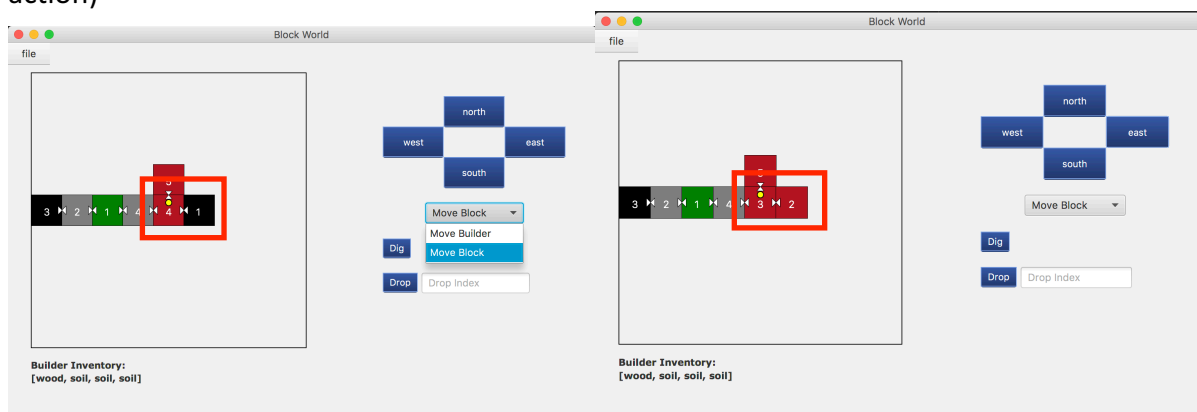 action)
Block World
file
north
west
east
south
3 2 1 4 4 1
Move Block
Move Builder
Move Block
Dig
Drop
Drop Index
Builder Inventory:
[wood, soil, soil, soil]
Block World
file
north
west
east
south
3 2 1 4 3 2
Move Block
Dig
Drop
Drop Index
Builder Inventory:
[wood, soil, soil, soil]